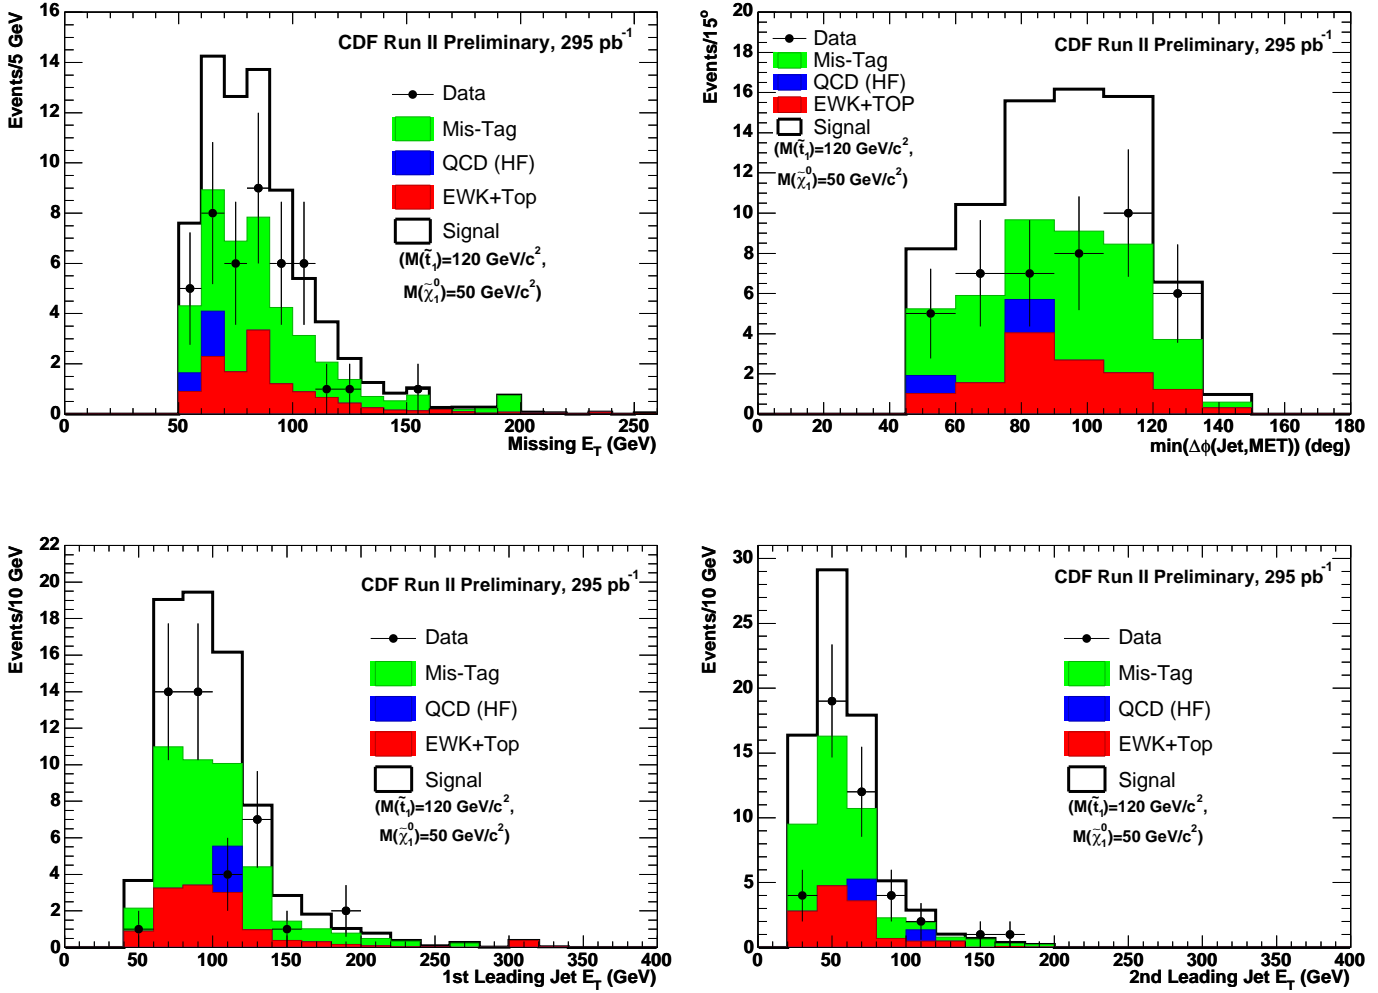 Events/5 GeV
16
14
12
10
8
6
4
2
0
CDF Run II Preliminary, 295 pb⁻¹
Data
Mis-Tag
QCD (HF)
EWK+Top
Signal
(M(t̃₁)=120 GeV/c²,
M(χ̃₁⁰)=50 GeV/c²)
0 50 100 150 200 250
Missing E_T (GeV)
Events/15°
20
18
16
14
12
10
8
6
4
2
0
CDF Run II Preliminary, 295 pb⁻¹
Data
Mis-Tag
QCD (HF)
EWK+TOP
Signal
(M(t̃₁)=120 GeV/c²,
M(χ̃₁⁰)=50 GeV/c²)
0 20 40 60 80 100 120 140 160 180
min(Δϕ(Jet,MET)) (deg)
Events/10 GeV
22
20
18
16
14
12
10
8
6
4
2
0
CDF Run II Preliminary, 295 pb⁻¹
Data
Mis-Tag
QCD (HF)
EWK+Top
Signal
(M(t̃₁)=120 GeV/c²,
M(χ̃₁⁰)=50 GeV/c²)
0 50 100 150 200 250 300 350 400
1st Leading Jet E_T (GeV)
Events/10 GeV
30
25
20
15
10
5
0
CDF Run II Preliminary, 295 pb⁻¹
Data
Mis-Tag
QCD (HF)
EWK+Top
Signal
(M(t̃₁)=120 GeV/c²,
M(χ̃₁⁰)=50 GeV/c²)
0 50 100 150 200 250 300 350 400
2nd Leading Jet E_T (GeV)